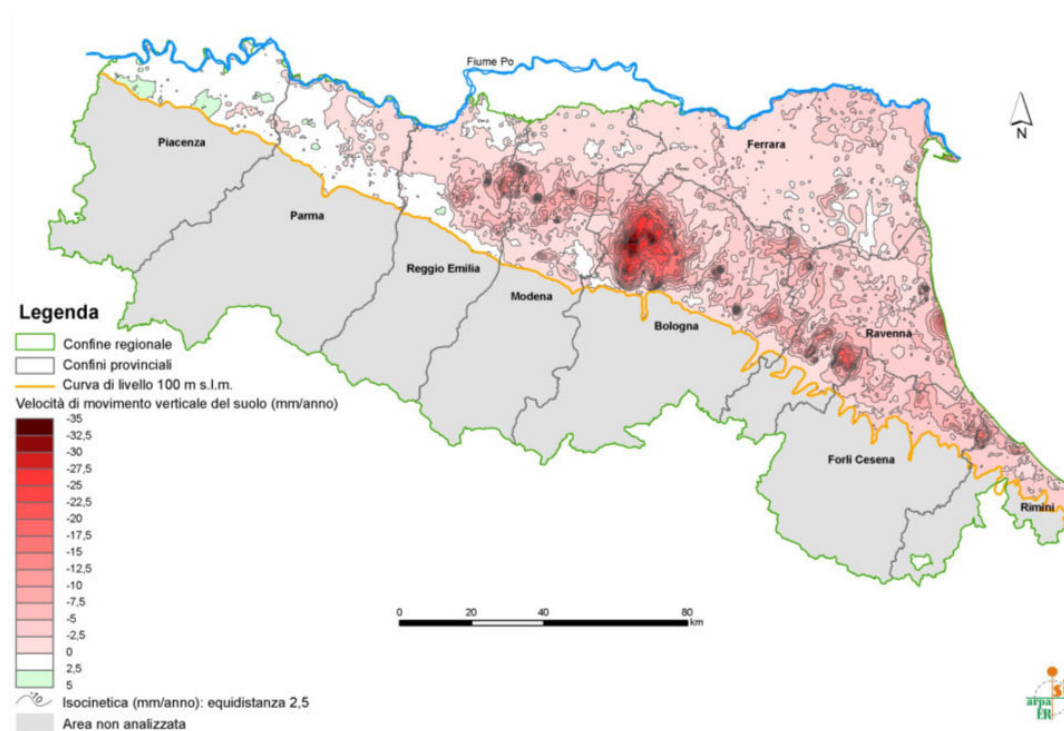 Fiume Po
N
Ferrara
Piacenza
Parma
Reggio Emilia
Modena
Bologna
Ravenna
Forlì Cesena
Rimini
Legenda
Confine regionale
Confini provinciali
Curva di livello 100 m s.l.m.
Velocità di movimento verticale del suolo (mm/anno)
-35
-32,5
-30
-27,5
-25
-22,5
-20
-17,5
-15
-12,5
-10
-7,5
-5
-2,5
0
2,5
5
0 20 40 80
km
-10
Isocinetica (mm/anno): equidistanza 2,5
Area non analizzata
arpa
ER